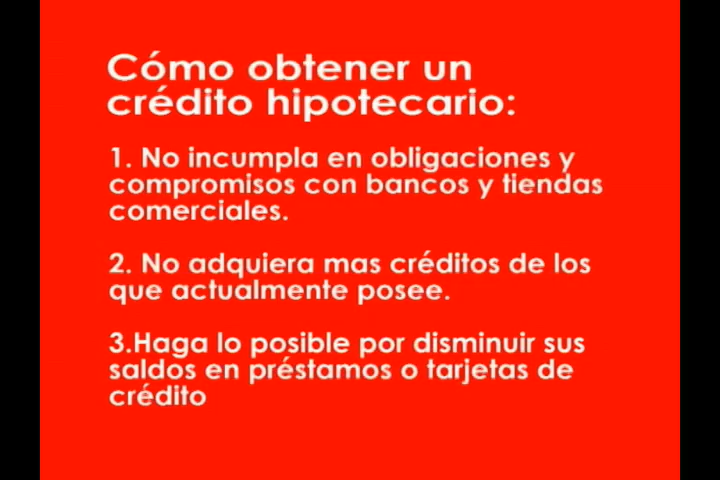 Cómo obtener un
crédito hipotecario:
1. No incumpla en obligaciones y
compromisos con bancos y tiendas
comerciales.
2. No adquiera mas créditos de los
que actualmente posee.
3.Haga lo posible por disminuir sus
saldos en préstamos o tarjetas de
crédito